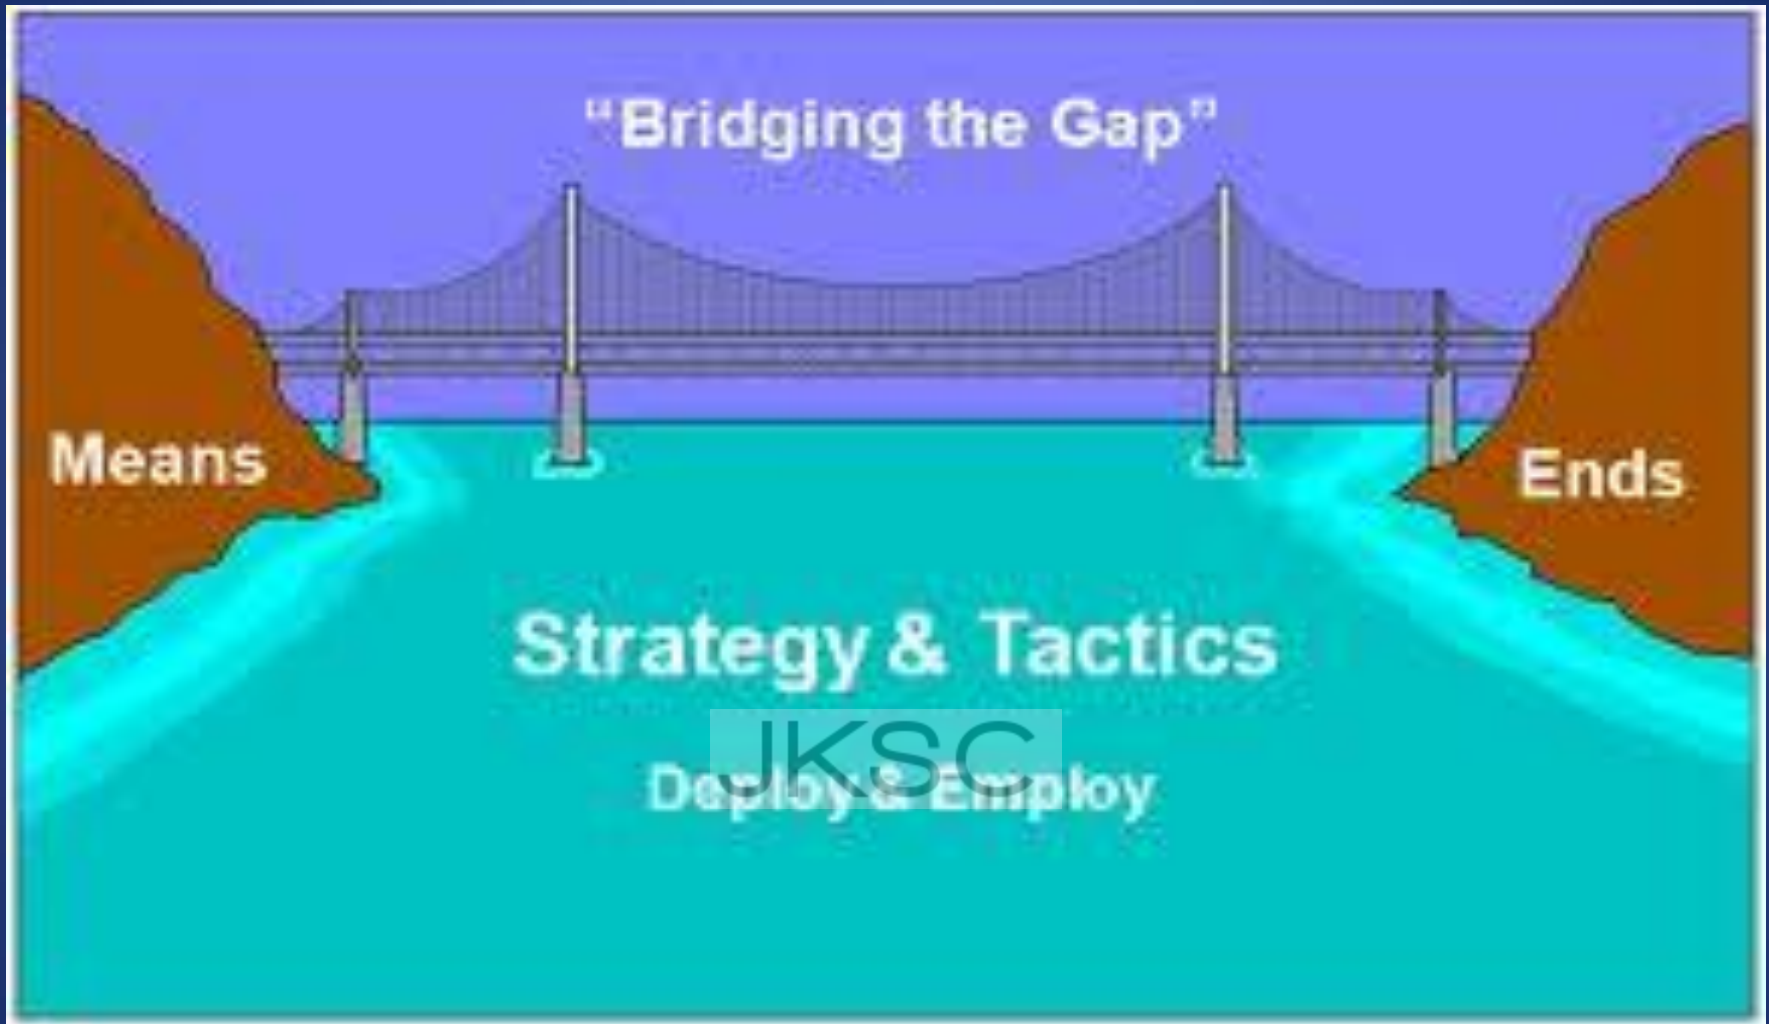 “Bridging the Gap”
Means
Ends
Strategy & Tactics
JKSC
Deploy & Employ